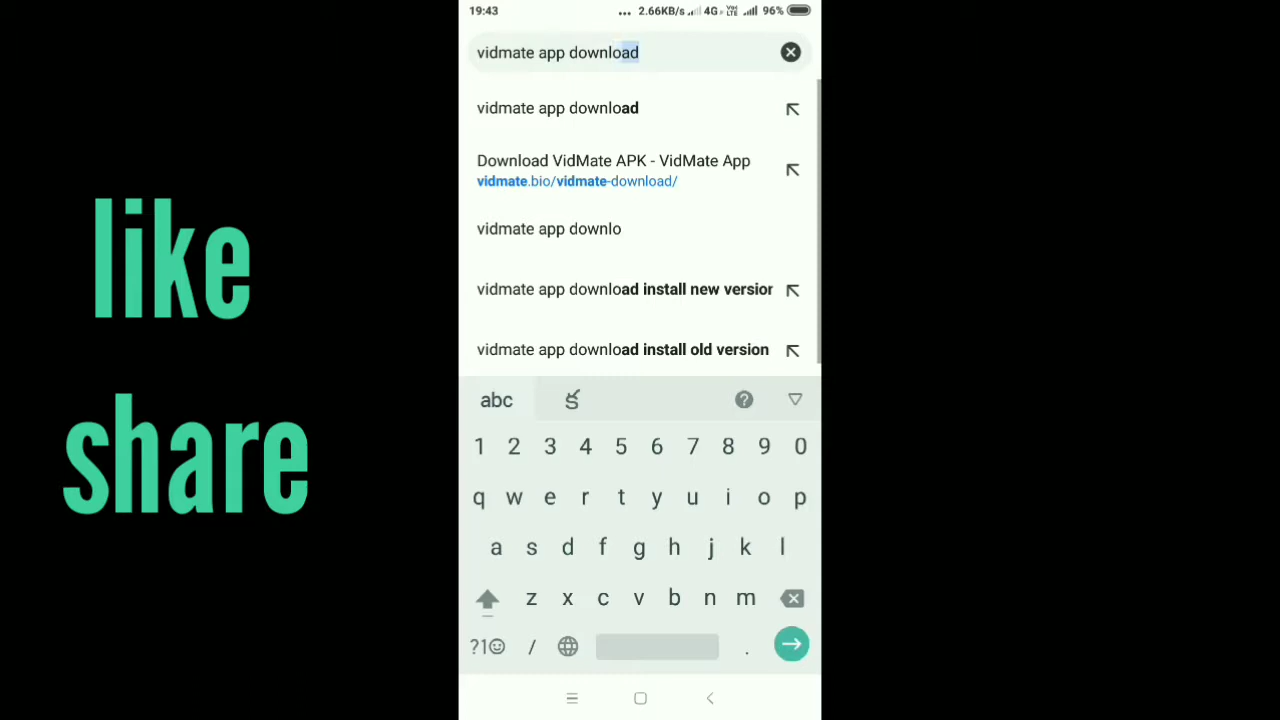 like
share
19:43 ... 2.66KB/s 4G VoLTE 96%
vidmate app download
vidmate app download
Download VidMate APK - VidMate App
vidmate.bio/vidmate-download/
vidmate app downlo
vidmate app download install new version
vidmate app download install old version
abc క ?
1 2 3 4 5 6 7 8 9 0
q w e r t y u i o p
a s d f g h j k l
z x c v b n m
?1☺ / .